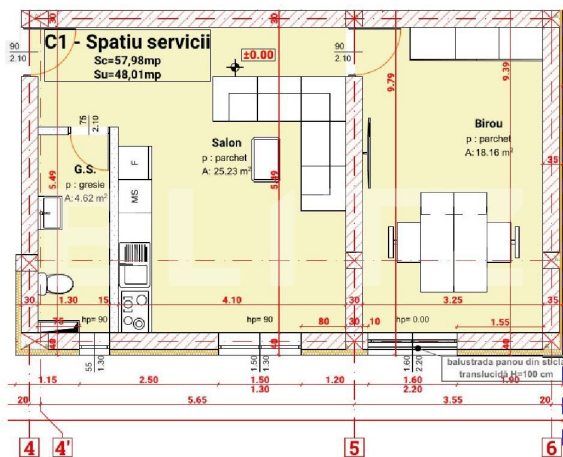 C1 - Spatiu servicii
Sc=57,98mp
Su=48,01mp
±0.00
30
30
90
2.10
90
2.10
9.79
9.39
75
2.10
Salon
p : parchet
A: 25.23 m²
Birou
p : parchet
A: 18.16 m²
35
G.S.
p : gresie
A: 4.62 m²
F
MS
5.49
5.49
30
1.30
15
4.10
30
3.25
35
75
hp= 90
hp= 90
80
30
10
hp= 0.00
1.55
40
40
40
55
1.30
1.50
1.30
1.60
2.20
balustrada panou din sticla
translucidă H=100 cm
1.15
2.50
1.50
1.30
1.20
1.60
2.20
1.90
20
5.65
3.55
20
4
4'
5
6